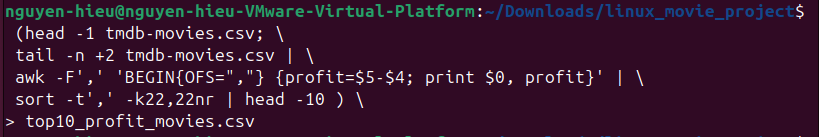 nguyen-hieu@nguyen-hieu-VMware-Virtual-Platform:~/Downloads/linux_movie_project$
(head -1 tmdb-movies.csv; \
tail -n +2 tmdb-movies.csv | \
awk -F',' 'BEGIN{OFS=","} {profit=$5-$4; print $0, profit}' | \
sort -t',' -k22,22nr | head -10 ) \
> top10_profit_movies.csv